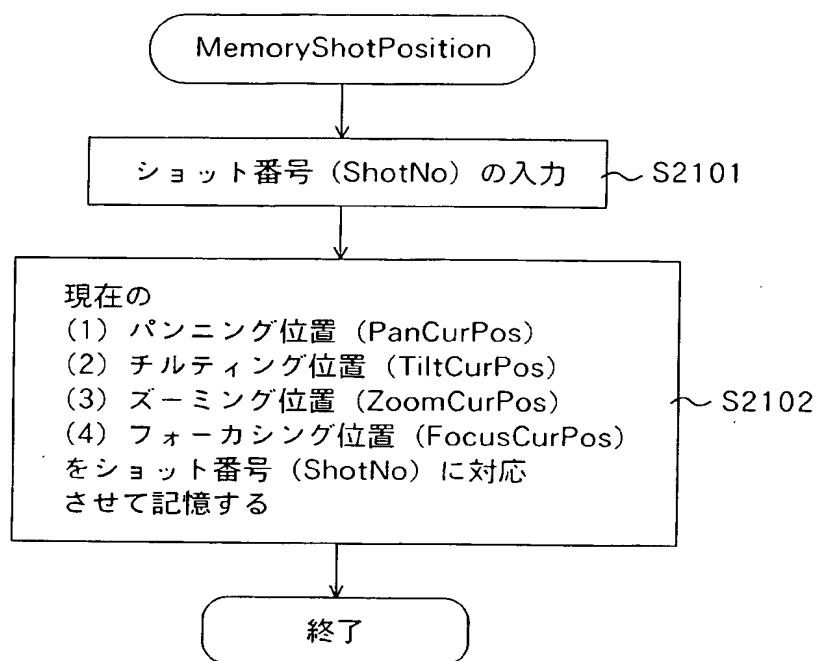 MemoryShotPosition
ショット番号 (ShotNo) の入力
S2101
現在の
(1) パンニング位置 (PanCurPos)
(2) チルティング位置 (TiltCurPos)
(3) ズーミング位置 (ZoomCurPos)
(4) フォーカシング位置 (FocusCurPos)
をショット番号 (ShotNo) に対応
させて記憶する
S2102
終了